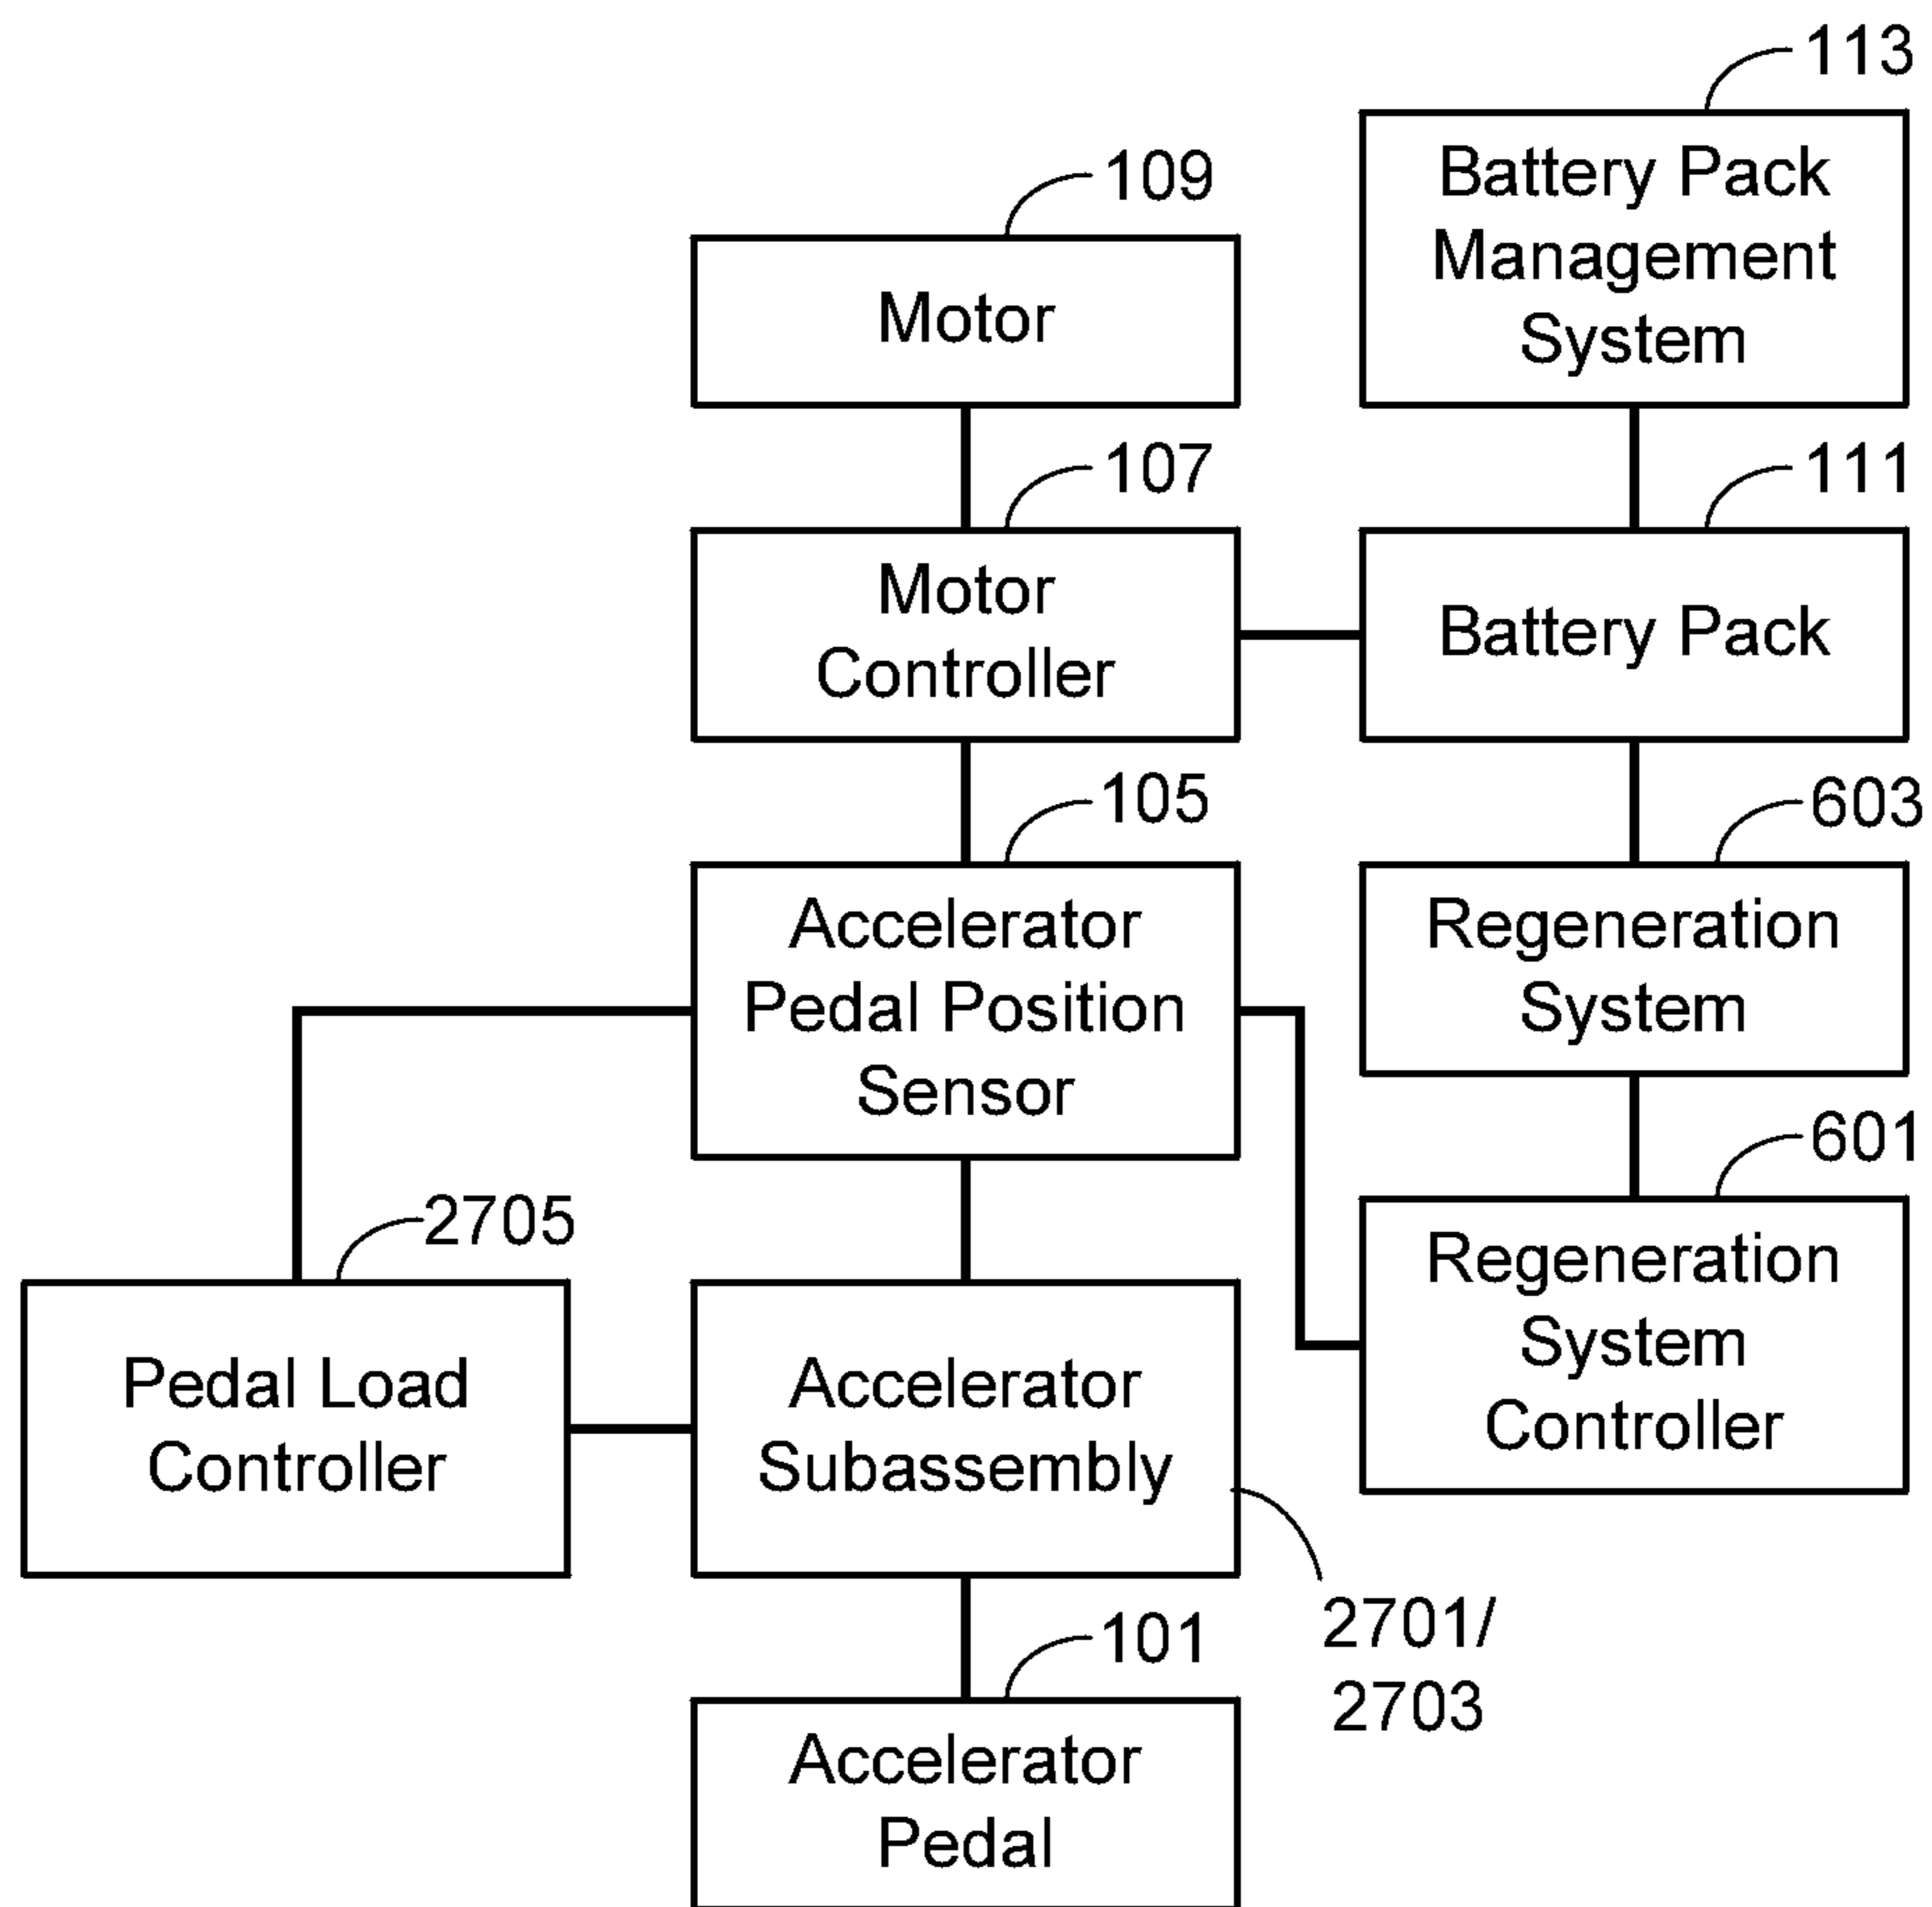 113
Battery Pack
Management
System
109
Motor
107
Motor
Controller
111
Battery Pack
105
Accelerator
Pedal Position
Sensor
603
Regeneration
System
601
Regeneration
System
Controller
2705
Pedal Load
Controller
Accelerator
Subassembly
2701/
2703
101
Accelerator
Pedal